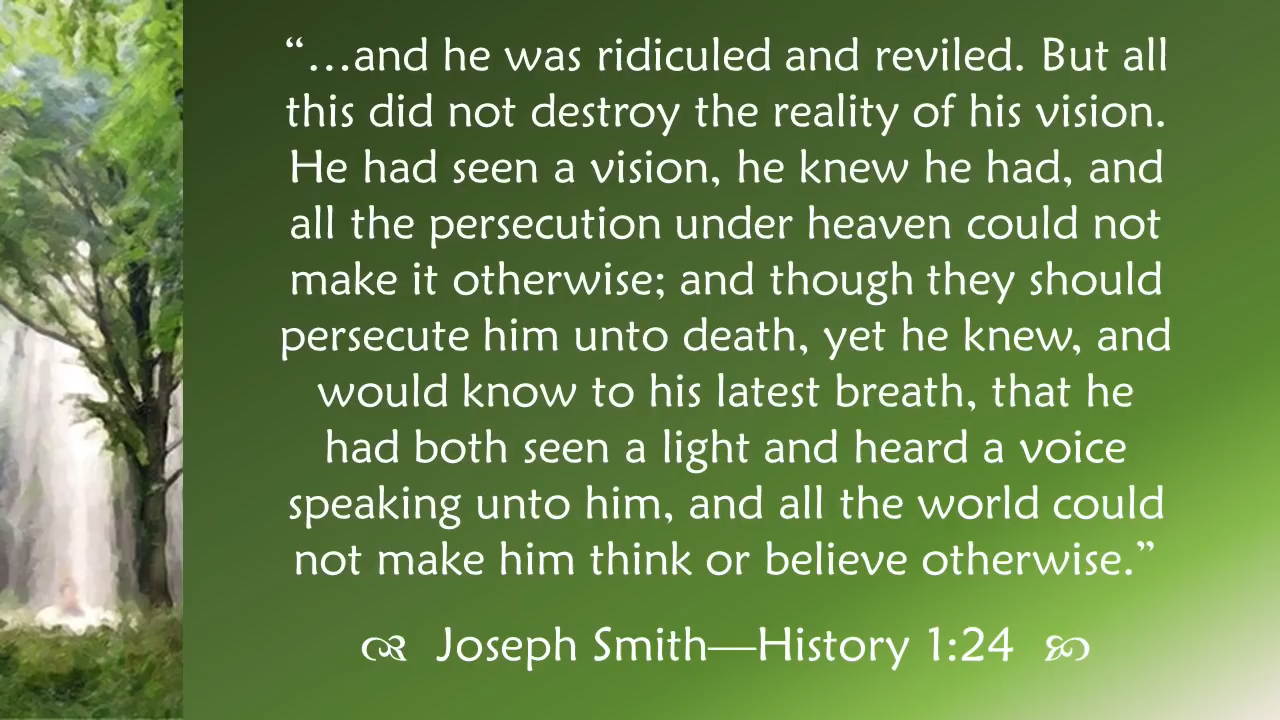 “…and he was ridiculed and reviled. But all
this did not destroy the reality of his vision.
He had seen a vision, he knew he had, and
all the persecution under heaven could not
make it otherwise; and though they should
persecute him unto death, yet he knew, and
would know to his latest breath, that he
had both seen a light and heard a voice
speaking unto him, and all the world could
not make him think or believe otherwise.”
Joseph Smith—History 1:24